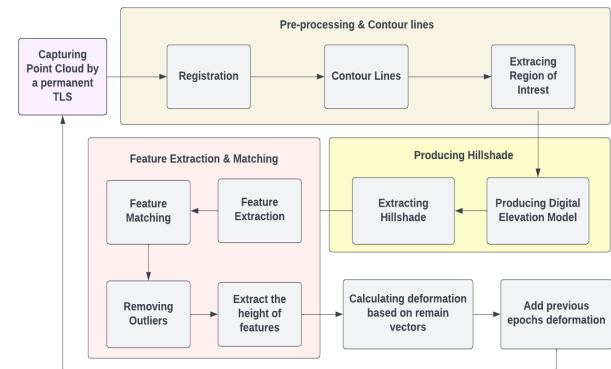 Pre-processing & Contour lines
Capturing
Point Cloud by
a permanent
TLS
Registration
Contour Lines
Extracing
Region of
Intrest
Feature Extraction & Matching
Producing Hillshade
Feature
Matching
Feature
Extraction
Extracting
Hillshade
Producing Digital
Elevation Model
Removing
Outliers
Extract the
height of
features
Calculating deformation
based on remain
vectors
Add previous
epochs deformation